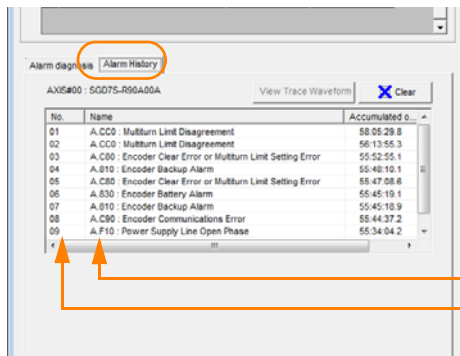 Alarm diagnosis Alarm History
AXIS#00 : SGD7S-R90A00A View Trace Waveform Clear
No. Name Accumulated o...
01 A.CC0 : Multiturn Limit Disagreement 58:05:29.8
02 A.CC0 : Multiturn Limit Disagreement 56:13:55.3
03 A.C80 : Encoder Clear Error or Multiturn Limit Setting Error 55:52:55.1
04 A.810 : Encoder Backup Alarm 55:48:10.1
05 A.C80 : Encoder Clear Error or Multiturn Limit Setting Error 55:47:08.6
06 A.830 : Encoder Battery Alarm 55:45:19.1
07 A.810 : Encoder Backup Alarm 55:45:18.9
08 A.C90 : Encoder Communications Error 55:44:37.2
09 A.F10 : Power Supply Line Open Phase 55:34:04.2